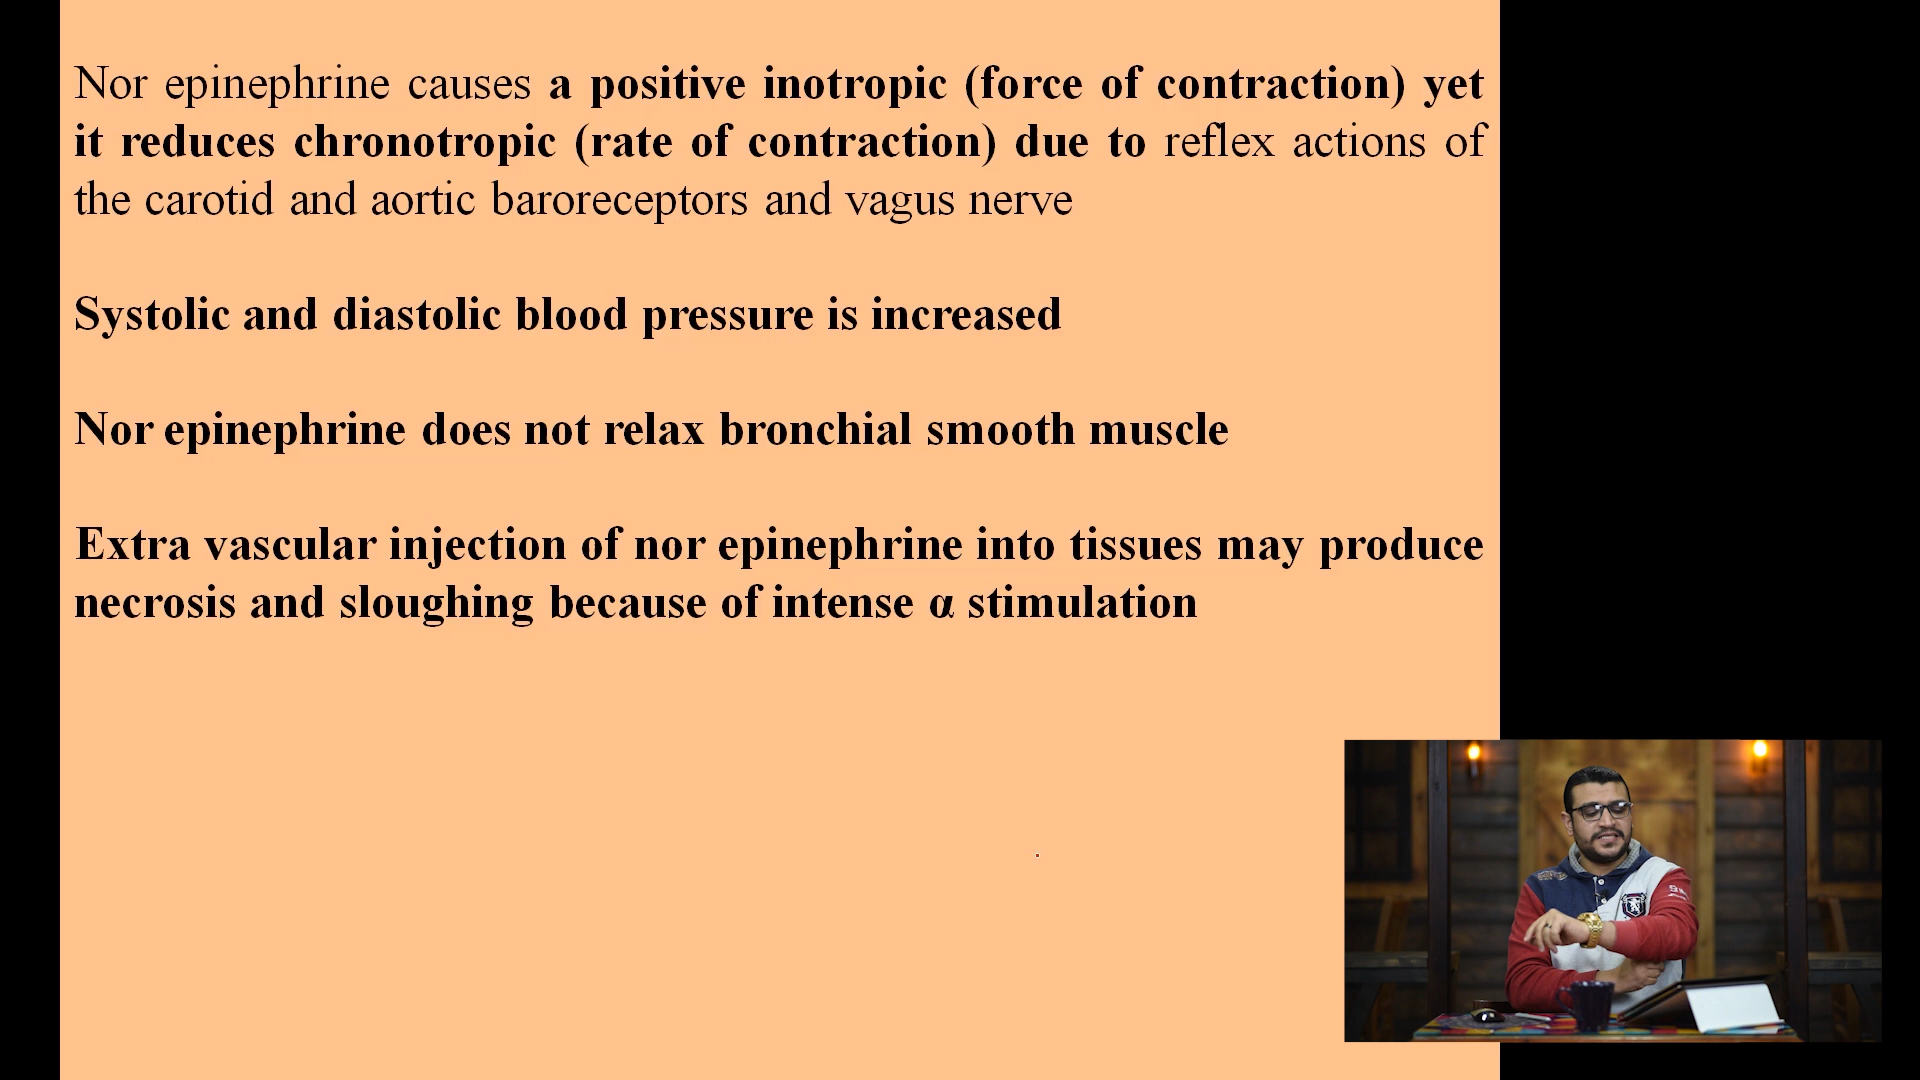 Nor epinephrine causes a positive inotropic (force of contraction) yet
it reduces chronotropic (rate of contraction) due to reflex actions of
the carotid and aortic baroreceptors and vagus nerve
Systolic and diastolic blood pressure is increased
Nor epinephrine does not relax bronchial smooth muscle
Extra vascular injection of nor epinephrine into tissues may produce
necrosis and sloughing because of intense α stimulation